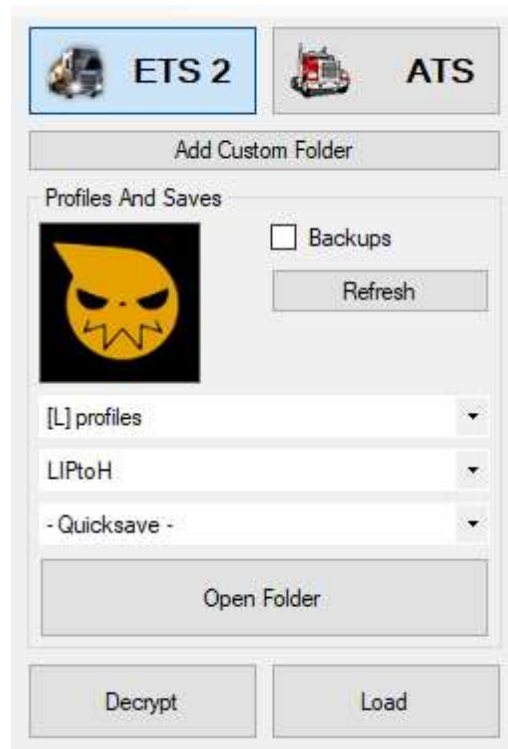 ETS 2
ATS
Add Custom Folder
Profiles And Saves
Backups
Refresh
[L] profiles
LIPtoH
- Quicksave -
Open Folder
Decrypt
Load